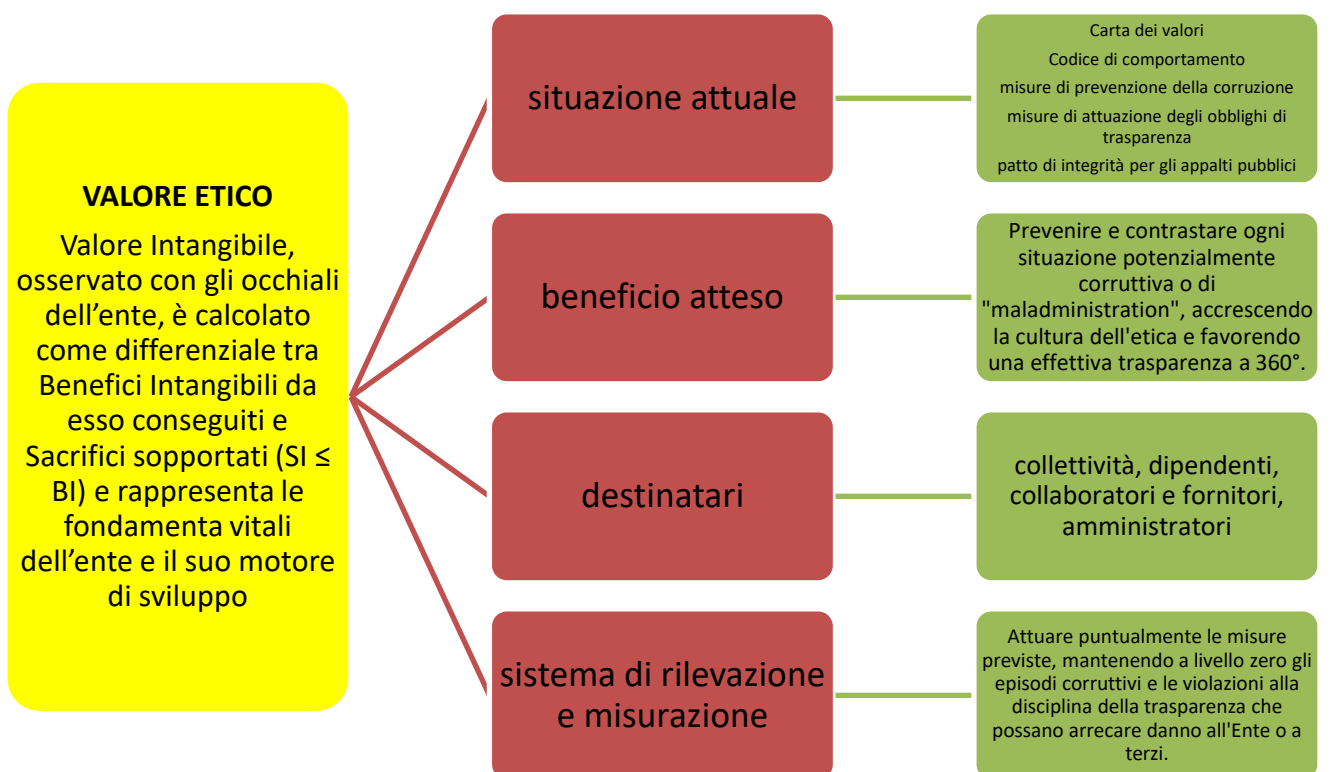 VALORE ETICO
Valore Intangibile,
osservato con gli occhiali
dell’ente, è calcolato
come differenziale tra
Benefici Intangibili da
esso conseguiti e
Sacrifici sopportati (SI ≤
BI) e rappresenta le
fondamenta vitali
dell’ente e il suo motore
di sviluppo
situazione attuale
Carta dei valori
Codice di comportamento
misure di prevenzione della corruzione
misure di attuazione degli obblighi di
trasparenza
patto di integrità per gli appalti pubblici
beneficio atteso
Prevenire e contrastare ogni
situazione potenzialmente
corruttiva o di
"maladministration", accrescendo
la cultura dell'etica e favorendo
una effettiva trasparenza a 360°.
destinatari
collettività, dipendenti,
collaboratori e fornitori,
amministratori
sistema di rilevazione
e misurazione
Attuare puntualmente le misure
previste, mantenendo a livello zero gli
episodi corruttivi e le violazioni alla
disciplina della trasparenza che
possano arrecare danno all'Ente o a
terzi.